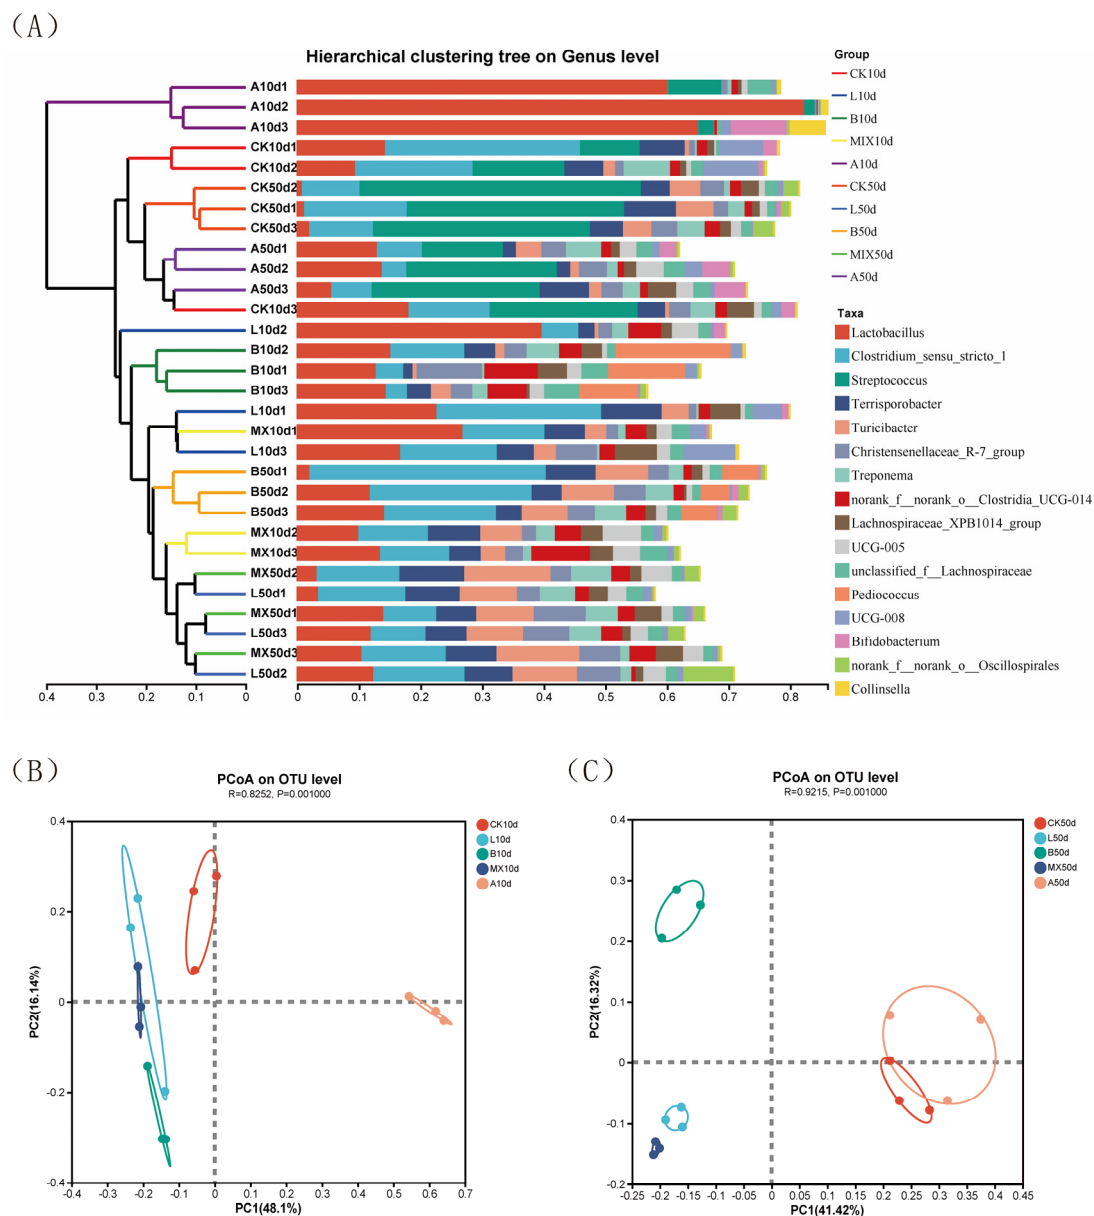 (A)
Hierarchical clustering tree on Genus level
A10d1
A10d2
A10d3
CK10d1
CK10d2
CK50d2
CK50d1
CK50d3
A50d1
A50d2
A50d3
CK10d3
L10d2
B10d2
B10d1
B10d3
L10d1
MX10d1
L10d3
B50d1
B50d2
B50d3
MX10d2
MX10d3
MX50d2
L50d1
MX50d1
L50d3
MX50d3
L50d2
0.4 0.3 0.2 0.1 0
0 0.1 0.2 0.3 0.4 0.5 0.6 0.7 0.8
Group
CK10d
L10d
B10d
MIX10d
A10d
CK50d
L50d
B50d
MIX50d
A50d
Taxa
Lactobacillus
Clostridium_sensu_stricto_1
Streptococcus
Terrisporobacter
Turicibacter
Christensenellaceae_R-7_group
Treponema
norank_f__norank_o__Clostridia_UCG-014
Lachnospiraceae_XPB1014_group
UCG-005
unclassified_f__Lachnospiraceae
Pediococcus
UCG-008
Bifidobacterium
norank_f__norank_o__Oscillospirales
Collinsella
(B)
PCoA on OTU level
R=0.8252, P=0.001000
PC2(16.14%)
0.4
0.2
0
-0.2
-0.4
-0.4 -0.3 -0.2 -0.1 0 0.1 0.2 0.3 0.4 0.5 0.6 0.7
PC1(48.1%)
CK10d
L10d
B10d
MX10d
A10d
(C)
PCoA on OTU level
R=0.9215, P=0.001000
PC2(16.32%)
0.4
0.3
0.2
0.1
0
-0.1
-0.2
-0.25 -0.2 -0.15 -0.1 -0.05 0 0.05 0.1 0.15 0.2 0.25 0.3 0.35 0.4 0.45
PC1(41.42%)
CK50d
L50d
B50d
MX50d
A50d